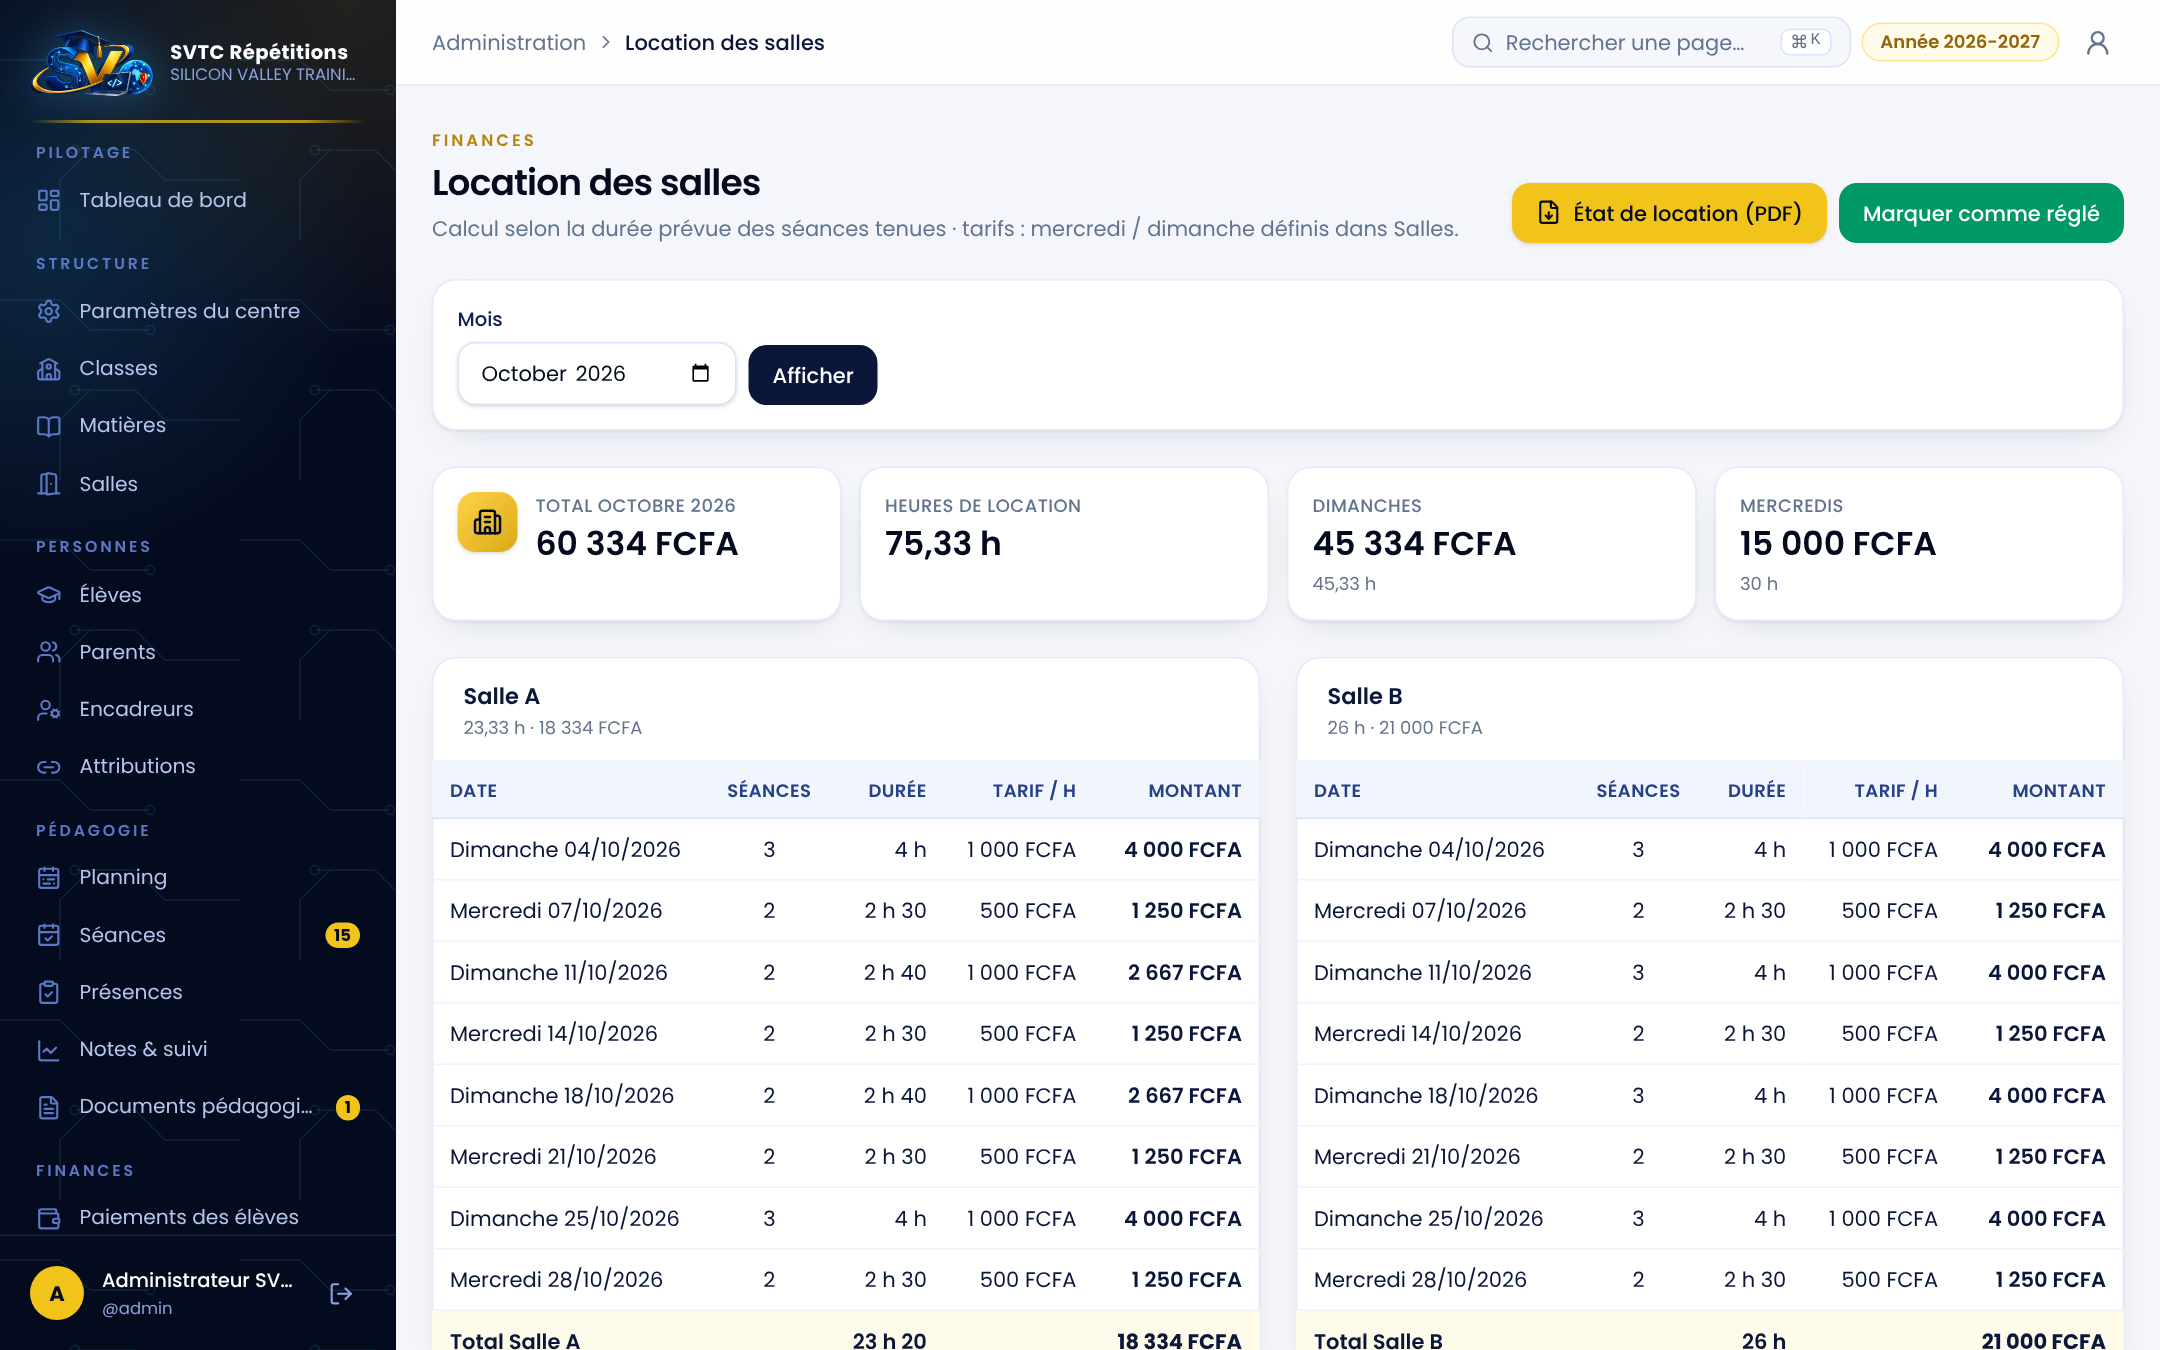 SVTC Répétitions
SILICON VALLEY TRAINI...
PILOTAGE
Tableau de bord
STRUCTURE
Paramètres du centre
Classes
Matières
Salles
PERSONNES
Élèves
Parents
Encadreurs
Attributions
PÉDAGOGIE
Planning
Séances 15
Présences
Notes & suivi
Documents pédagogi... 1
FINANCES
Paiements des élèves
A
Administrateur SV...
@admin
Administration > Location des salles
Rechercher une page... ⌘ K
Année 2026-2027
FINANCES
Location des salles
Calcul selon la durée prévue des séances tenues · tarifs : mercredi / dimanche définis dans Salles.
État de location (PDF)
Marquer comme réglé
Mois
October 2026
Afficher
TOTAL OCTOBRE 2026
60 334 FCFA
HEURES DE LOCATION
75,33 h
DIMANCHES
45 334 FCFA
45,33 h
MERCREDIS
15 000 FCFA
30 h
Salle A
23,33 h · 18 334 FCFA
DATE SÉANCES DURÉE TARIF / H MONTANT
Dimanche 04/10/2026 3 4 h 1 000 FCFA 4 000 FCFA
Mercredi 07/10/2026 2 2 h 30 500 FCFA 1 250 FCFA
Dimanche 11/10/2026 2 2 h 40 1 000 FCFA 2 667 FCFA
Mercredi 14/10/2026 2 2 h 30 500 FCFA 1 250 FCFA
Dimanche 18/10/2026 2 2 h 40 1 000 FCFA 2 667 FCFA
Mercredi 21/10/2026 2 2 h 30 500 FCFA 1 250 FCFA
Dimanche 25/10/2026 3 4 h 1 000 FCFA 4 000 FCFA
Mercredi 28/10/2026 2 2 h 30 500 FCFA 1 250 FCFA
Total Salle A 23 h 20 18 334 FCFA
Salle B
26 h · 21 000 FCFA
DATE SÉANCES DURÉE TARIF / H MONTANT
Dimanche 04/10/2026 3 4 h 1 000 FCFA 4 000 FCFA
Mercredi 07/10/2026 2 2 h 30 500 FCFA 1 250 FCFA
Dimanche 11/10/2026 3 4 h 1 000 FCFA 4 000 FCFA
Mercredi 14/10/2026 2 2 h 30 500 FCFA 1 250 FCFA
Dimanche 18/10/2026 3 4 h 1 000 FCFA 4 000 FCFA
Mercredi 21/10/2026 2 2 h 30 500 FCFA 1 250 FCFA
Dimanche 25/10/2026 3 4 h 1 000 FCFA 4 000 FCFA
Mercredi 28/10/2026 2 2 h 30 500 FCFA 1 250 FCFA
Total Salle B 26 h 21 000 FCFA